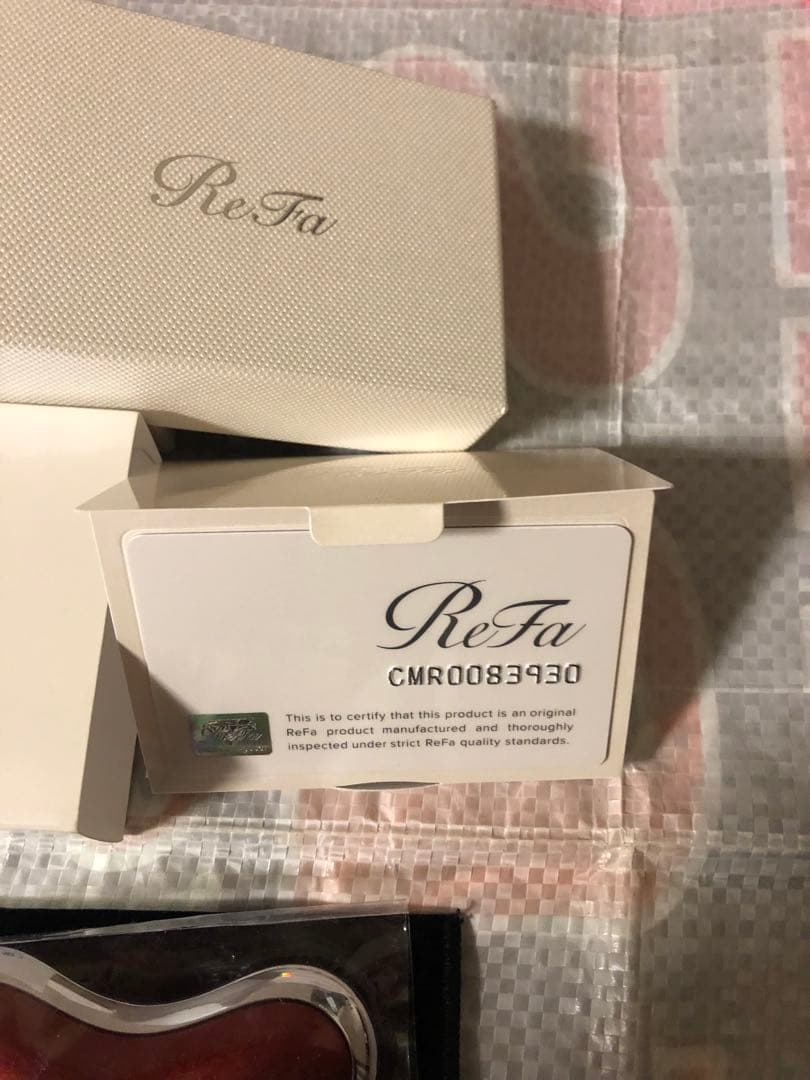 ReFa
ReFa
CMR0083930
This is to certify that this product is an original
ReFa product manufactured and thoroughly
inspected under strict ReFa quality standards.
ReFa